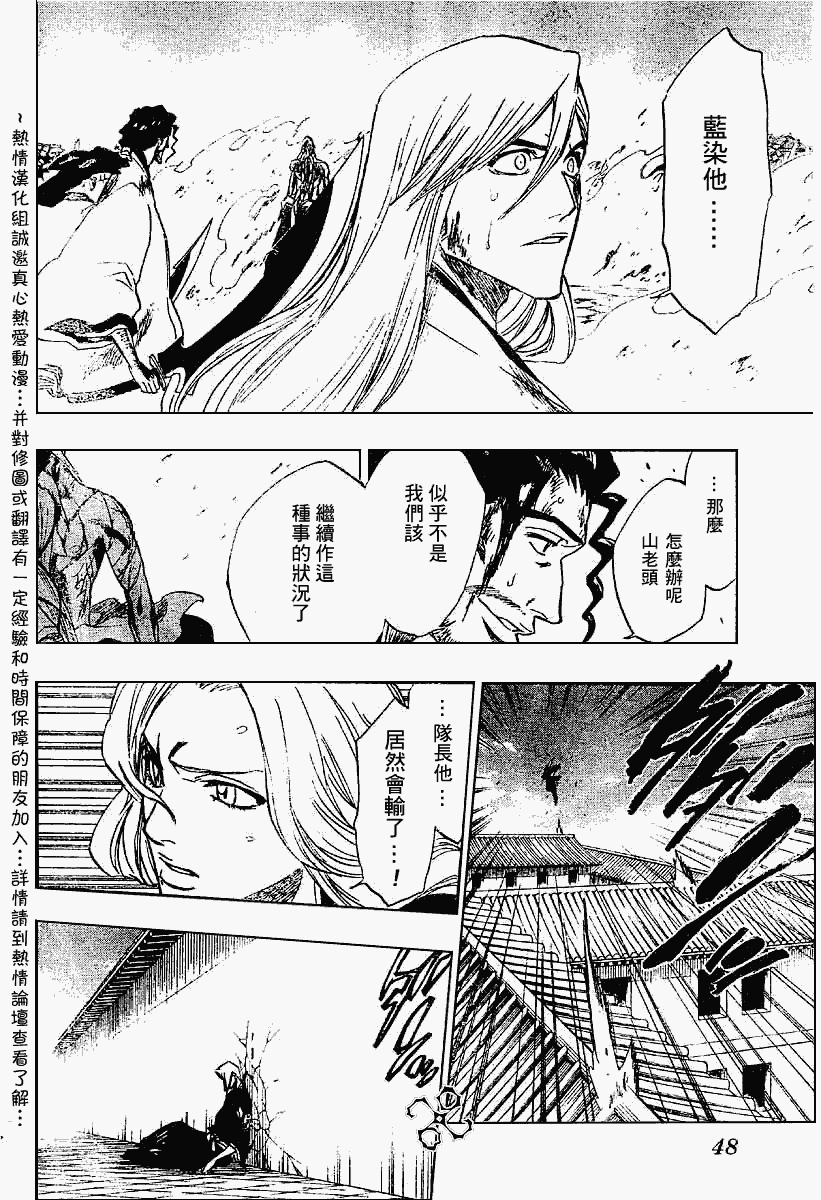 藍染他……
…那麼
怎麼辦呢
山老頭
似乎不是
我們該
繼續作這
種事的狀況了
…隊長他…
居然會輸了…！
48
~熱情漢化組誠邀真心熱愛動漫…并對修圖或翻譯有一定經驗和時間保障的朋友加入…詳情請到熱情論壇查看了解…